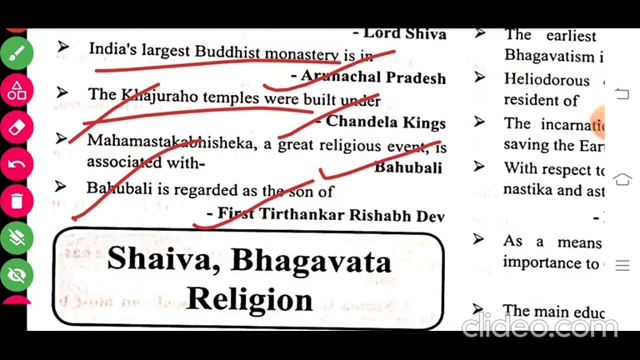 - Lord Shiva
India's largest Buddhist monastery is in
- Arunachal Pradesh
The Khajuraho temples were built under
- Chandela Kings
Mahamastakabhisheka, a great religious event, is
associated with-
Bahubali
Bahubali is regarded as the son of
- First Tirthankar Rishabh Dev
Shaiva, Bhagavata
Religion
The earliest
Bhagavatism i
Heliodorous
resident of
The incarnati
saving the Ear
With respect to
nastika and ast
As a means
importance to
The main educ
clideo.com